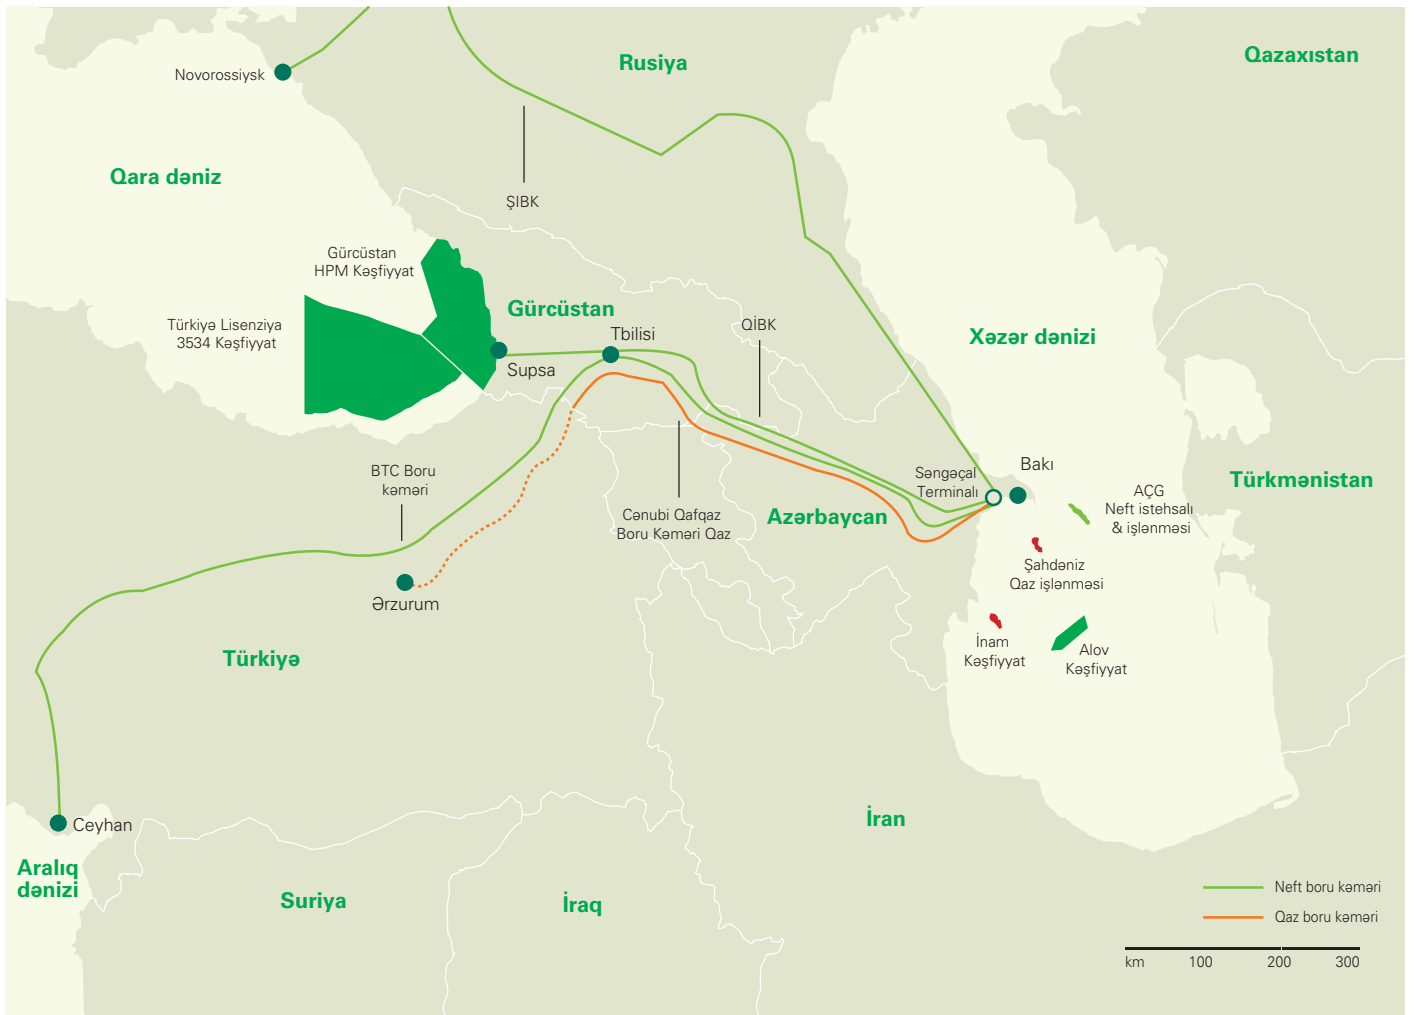 Rusiya
Qazaxıstan
Novorossiysk
Qara dəniz
ŞIBK
Gürcüstan
HPM Kəşfiyyat
Gürcüstan
Türkiyə Lisenziya
3534 Kəşfiyyat
Tbilisi
QİBK
Xəzər dənizi
Supsa
BTC Boru
kəməri
Səngəçal
Terminalı
Bakı
Türkmənistan
AÇG
Neft istehsalı
& işlənməsi
Cənubi Qafqaz
Boru Kəməri Qaz
Azərbaycan
Şahdəniz
Qaz işlənməsi
Ərzurum
Türkiyə
İnam
Kəşfiyyat
Alov
Kəşfiyyat
Ceyhan
İran
Aralıq
dənizi
Suriya
İraq
Neft boru kəməri
Qaz boru kəməri
km 100 200 300